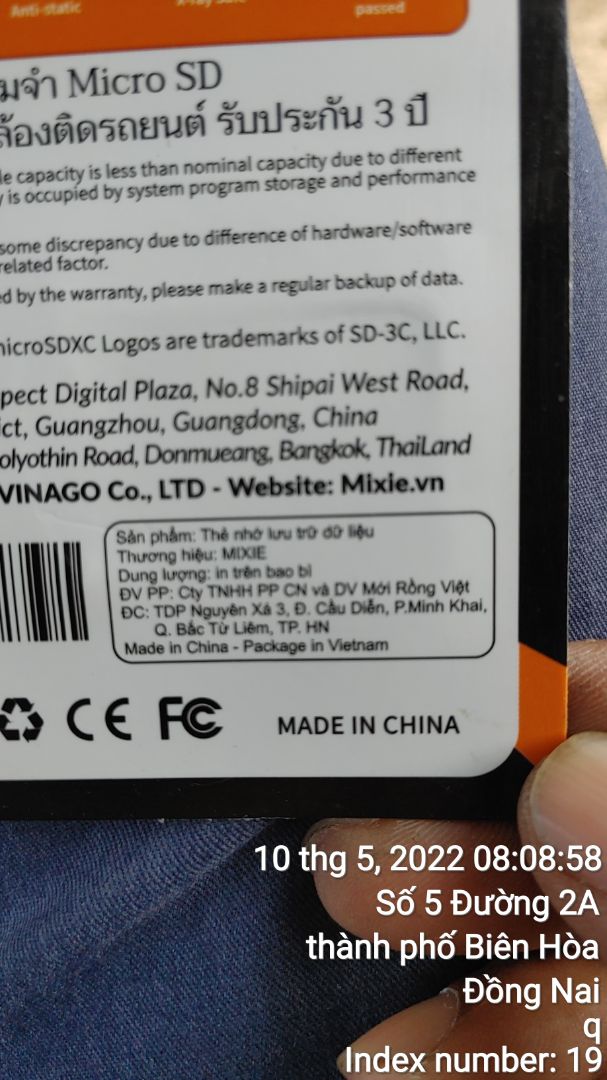 Anti-static
X-ray Safe
passed
มจำ Micro SD
ล้องติดรถยนต์ รับประกัน 3 ปี
le capacity is less than nominal capacity due to different
y is occupied by system program storage and performance
some discrepancy due to difference of hardware/software
related factor.
ed by the warranty, please make a regular backup of data.
microSDXC Logos are trademarks of SD-3C, LLC.
pect Digital Plaza, No.8 Shipai West Road,
ict, Guangzhou, Guangdong, China
olyothin Road, Donmueang, Bangkok, ThaiLand
VINAGO Co., LTD - Website: Mixie.vn
Sản phẩm: Thẻ nhớ lưu trữ dữ liệu
Thương hiệu: MIXIE
Dung lượng: in trên bao bì
ĐV PP: Cty TNHH PP CN và DV Mới Rồng Việt
ĐC: TDP Nguyên Xá 3, Đ. Cầu Diễn, P.Minh Khai,
Q. Bắc Từ Liêm, TP. HN
Made in China - Package in Vietnam
CE FC
MADE IN CHINA
10 thg 5, 2022 08:08:58
Số 5 Đường 2A
thành phố Biên Hòa
Đồng Nai
q
Index number: 19